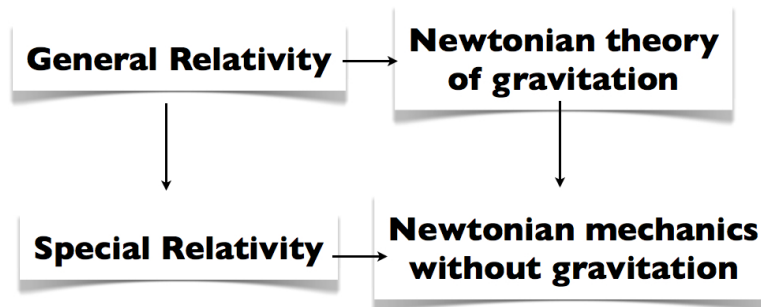 General Relativity
Newtonian theory
of gravitation
Special Relativity
Newtonian mechanics
without gravitation